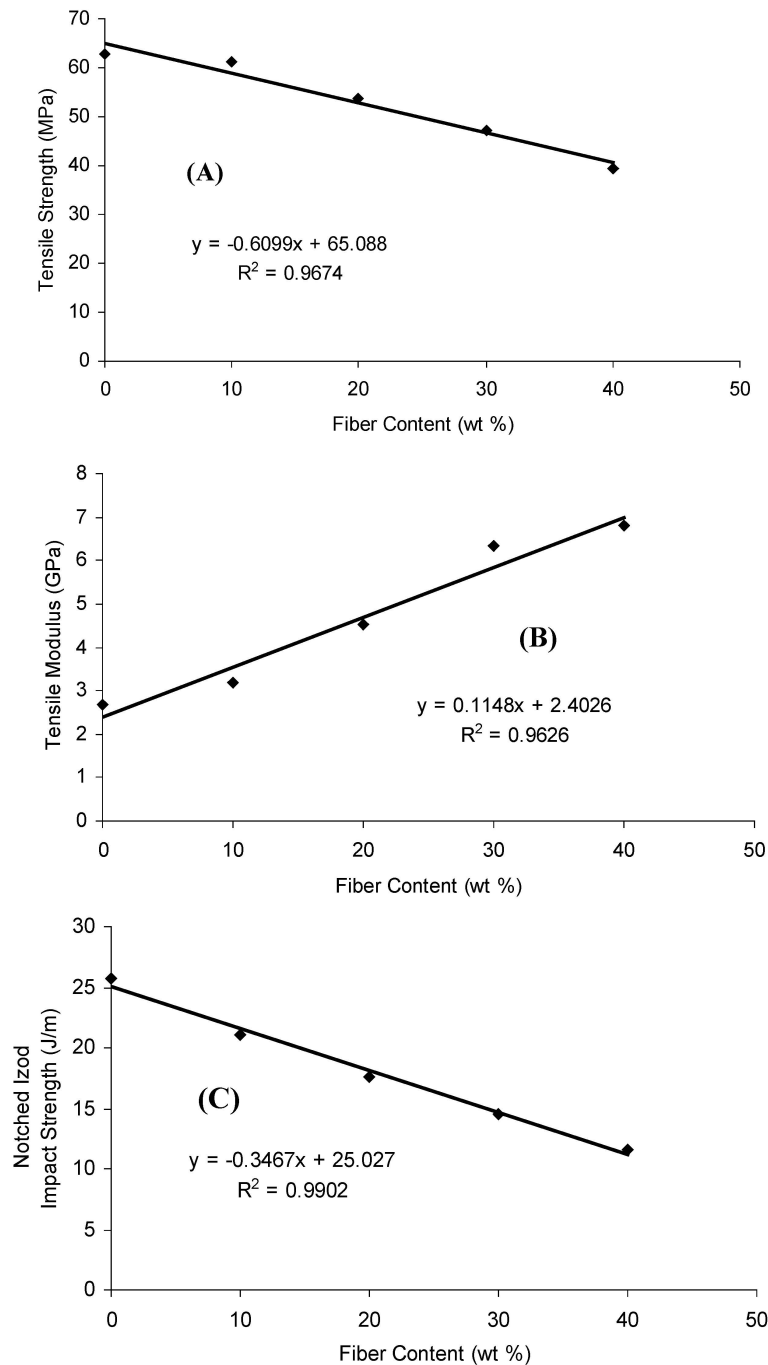 70
60
50
40
30
20
10
0
Tensile Strength (MPa)
(A)
y = -0.6099x + 65.088
R² = 0.9674
0 10 20 30 40 50
Fiber Content (wt %)
8
7
6
5
4
3
2
1
0
Tensile Modulus (GPa)
(B)
y = 0.1148x + 2.4026
R² = 0.9626
0 10 20 30 40 50
Fiber Content (wt %)
30
25
20
15
10
5
0
Notched Izod
Impact Strength (J/m)
(C)
y = -0.3467x + 25.027
R² = 0.9902
0 10 20 30 40 50
Fiber Content (wt %)